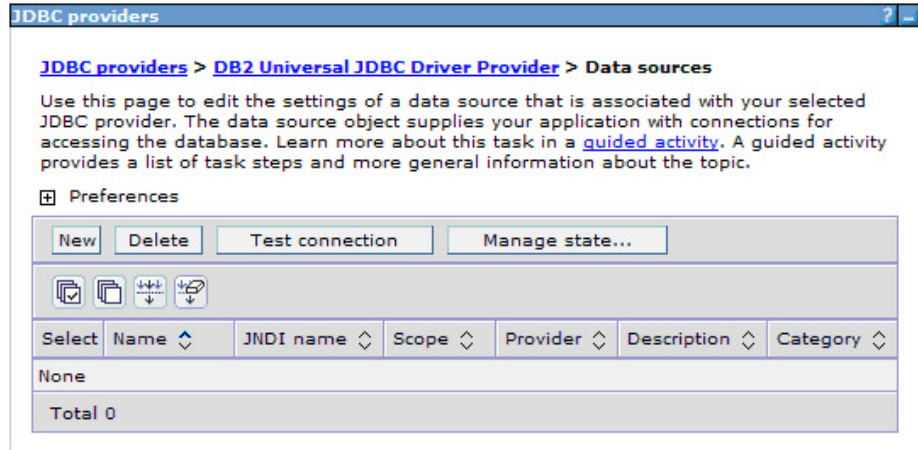 JDBC providers ? _
JDBC providers > DB2 Universal JDBC Driver Provider > Data sources
Use this page to edit the settings of a data source that is associated with your selected
JDBC provider. The data source object supplies your application with connections for
accessing the database. Learn more about this task in a guided activity. A guided activity
provides a list of task steps and more general information about the topic.
Preferences
New Delete Test connection Manage state...
Select Name JNDI name Scope Provider Description Category
None
Total 0